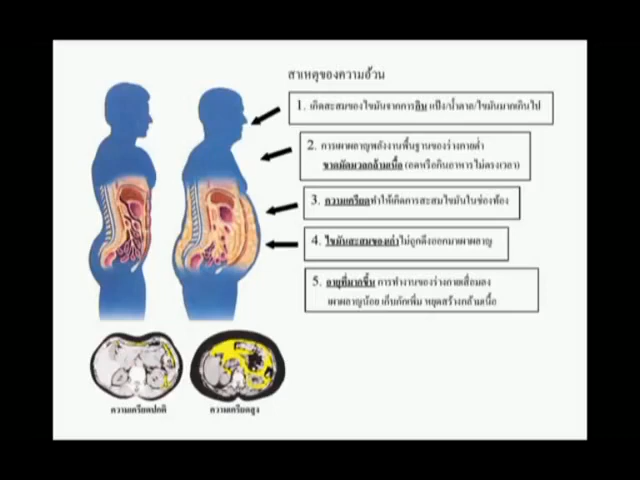 สาเหตุของความอ้วน
1. เกิดสะสมของไขมันจากการกิน แป้ง/น้ำตาล/ไขมันมากเกินไป
2. การเผาผลาญพลังงานพื้นฐานของร่างกายต่ำ
ขาดมัดมวลกล้ามเนื้อ (อดหรือกินอาหารไม่ตรงเวลา)
3. ความเครียดทำให้เกิดการสะสมไขมันในช่องท้อง
4. ไขมันสะสมของเก่าไม่ถูกดึงออกมาเผาผลาญ
5. อายุที่มากขึ้น การทำงานของร่างกายเสื่อมลง
เผาผลาญน้อย เก็บกักเพิ่ม หยุดสร้างกล้ามเนื้อ
ความเครียดปกติ
ความเครียดสูง